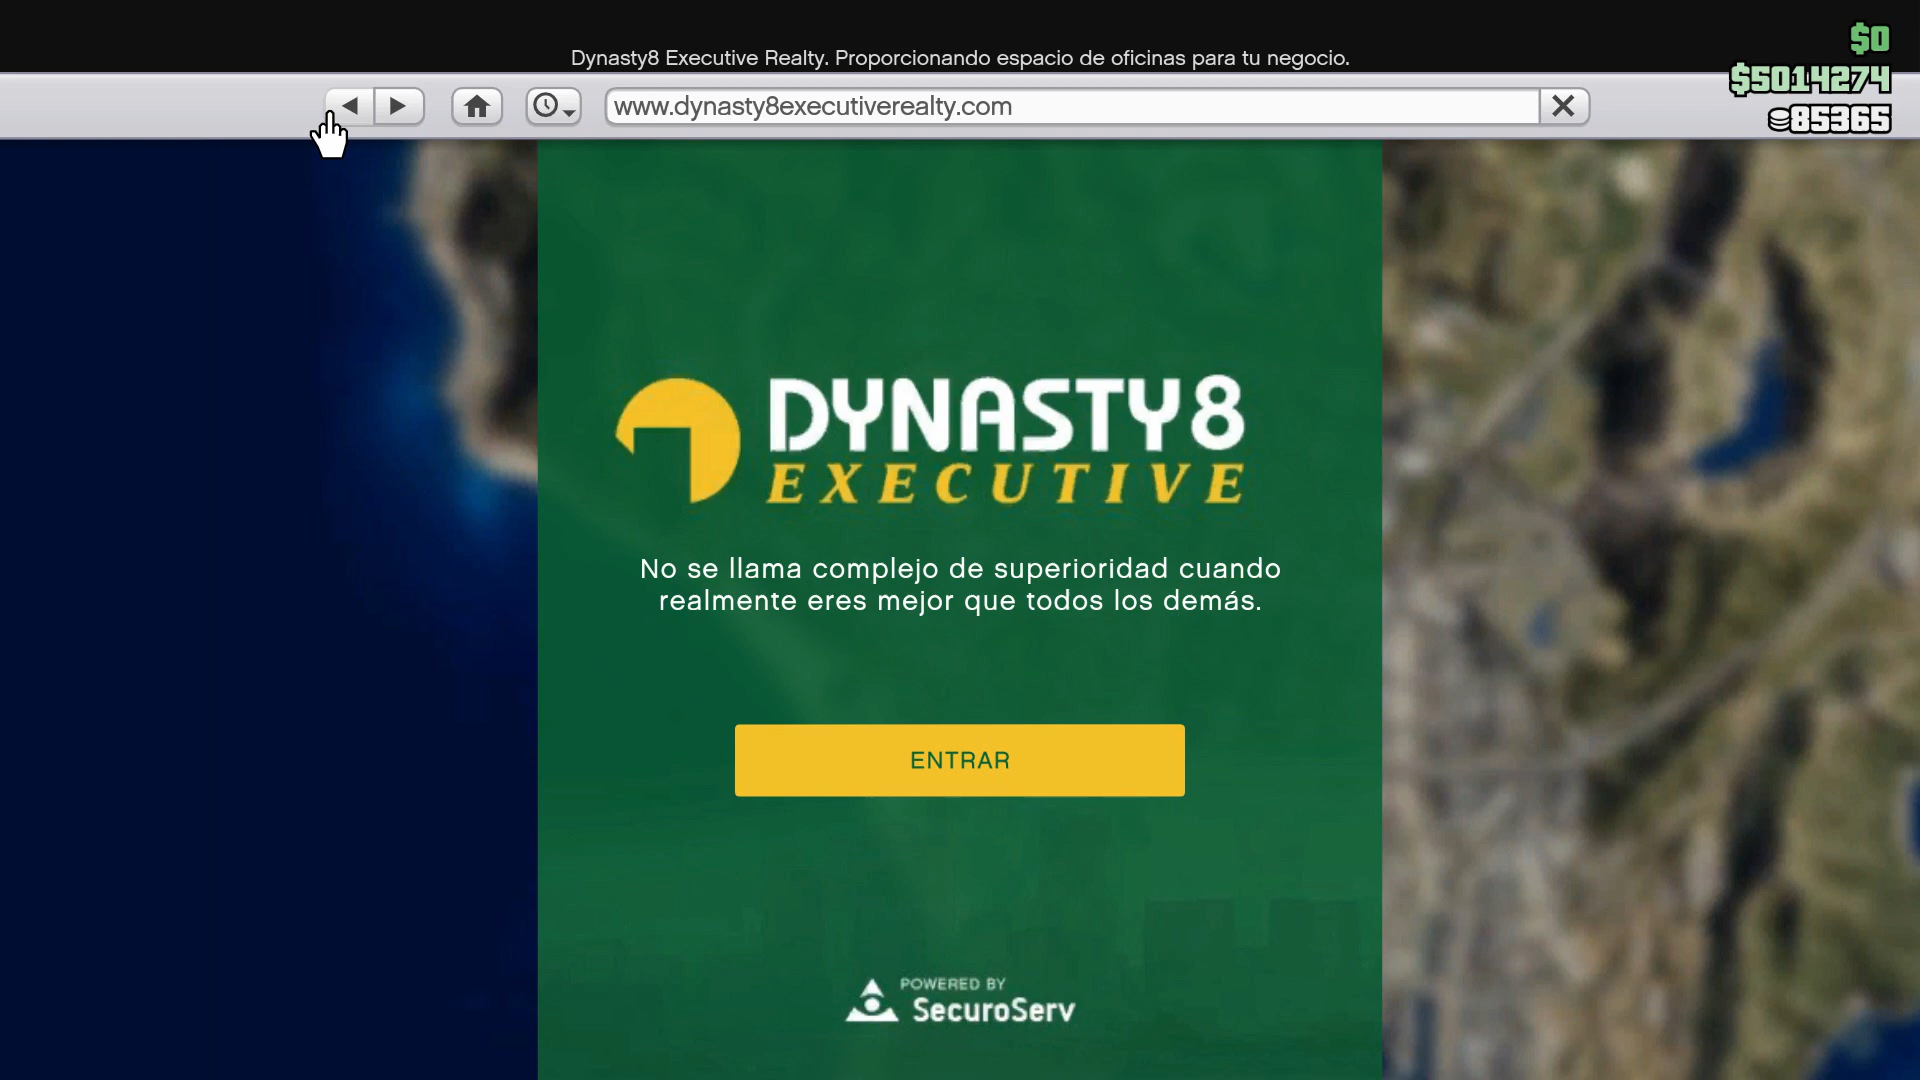 Dynasty8 Executive Realty. Proporcionando espacio de oficinas para tu negocio.
$0
$5014274
85365
www.dynasty8executiverealty.com
DYNASTY8
EXECUTIVE
No se llama complejo de superioridad cuando
realmente eres mejor que todos los demás.
ENTRAR
POWERED BY
SecuroServ